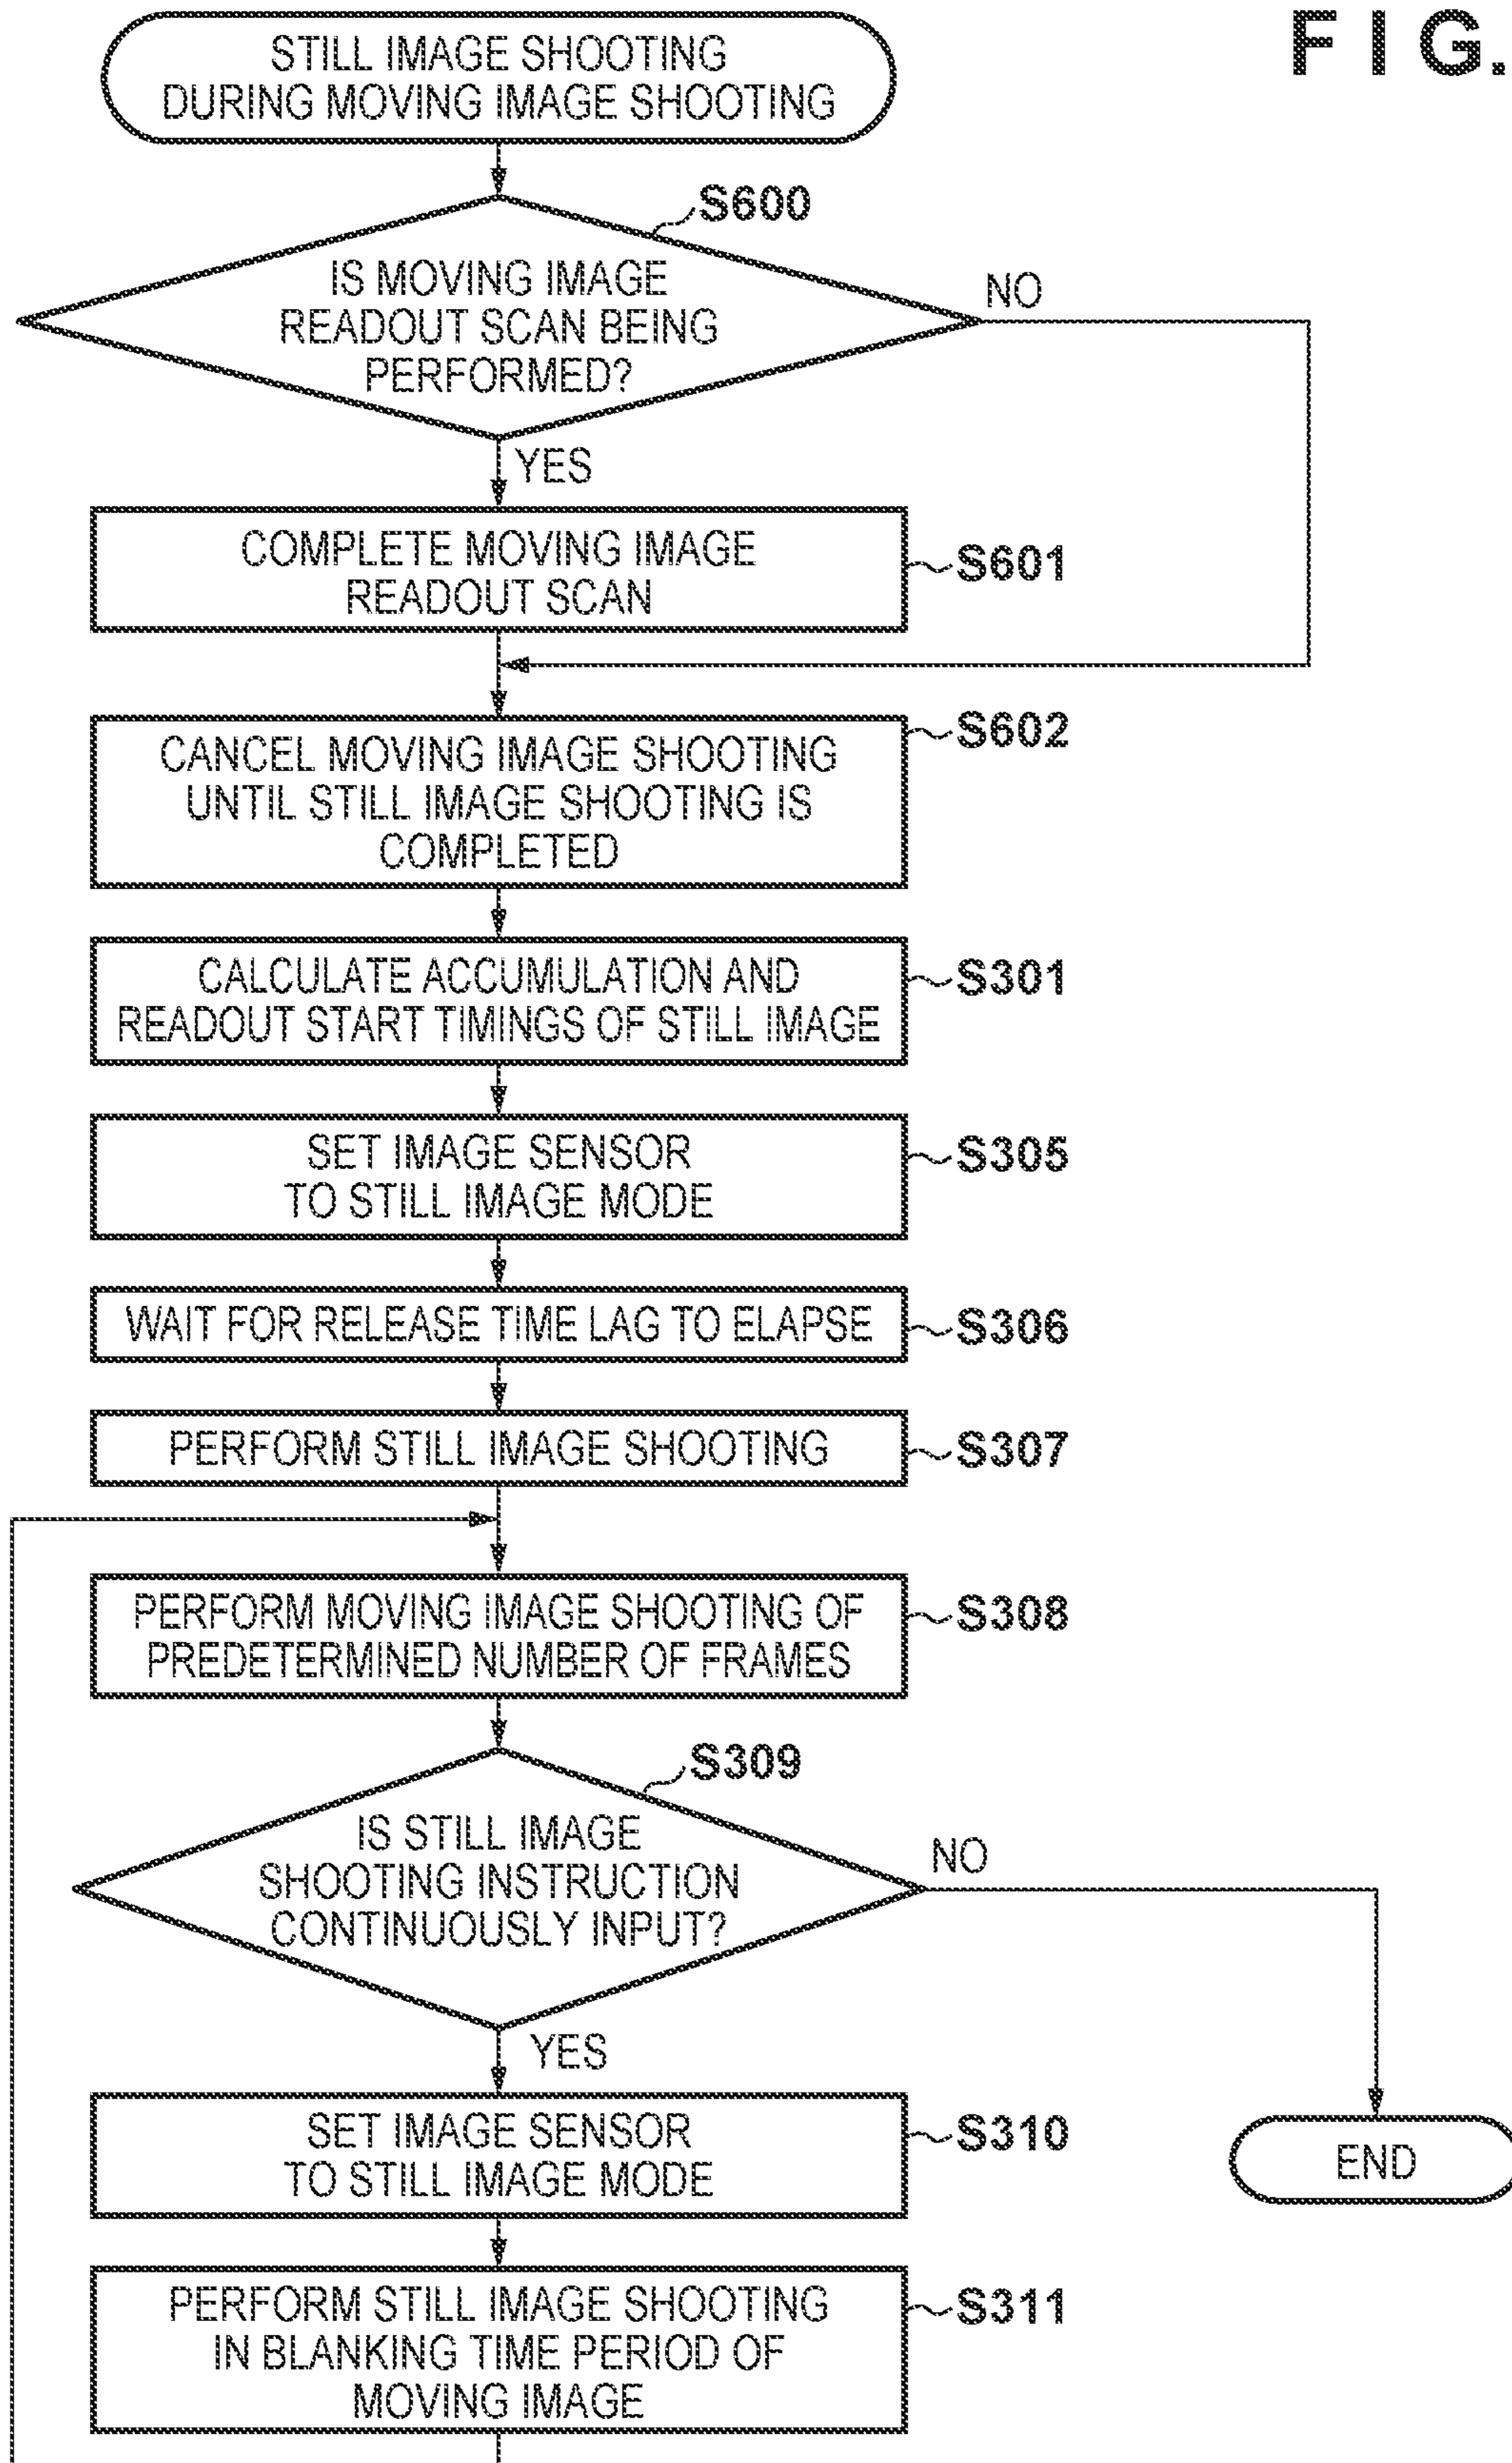 FIG.
STILL IMAGE SHOOTING
DURING MOVING IMAGE SHOOTING
S600
IS MOVING IMAGE
READOUT SCAN BEING
PERFORMED?
NO
YES
COMPLETE MOVING IMAGE
READOUT SCAN
S601
CANCEL MOVING IMAGE SHOOTING
UNTIL STILL IMAGE SHOOTING IS
COMPLETED
S602
CALCULATE ACCUMULATION AND
READOUT START TIMINGS OF STILL IMAGE
S301
SET IMAGE SENSOR
TO STILL IMAGE MODE
S305
WAIT FOR RELEASE TIME LAG TO ELAPSE
S306
PERFORM STILL IMAGE SHOOTING
S307
PERFORM MOVING IMAGE SHOOTING OF
PREDETERMINED NUMBER OF FRAMES
S308
S309
IS STILL IMAGE
SHOOTING INSTRUCTION
CONTINUOUSLY INPUT?
NO
YES
SET IMAGE SENSOR
TO STILL IMAGE MODE
S310
END
PERFORM STILL IMAGE SHOOTING
IN BLANKING TIME PERIOD OF
MOVING IMAGE
S311